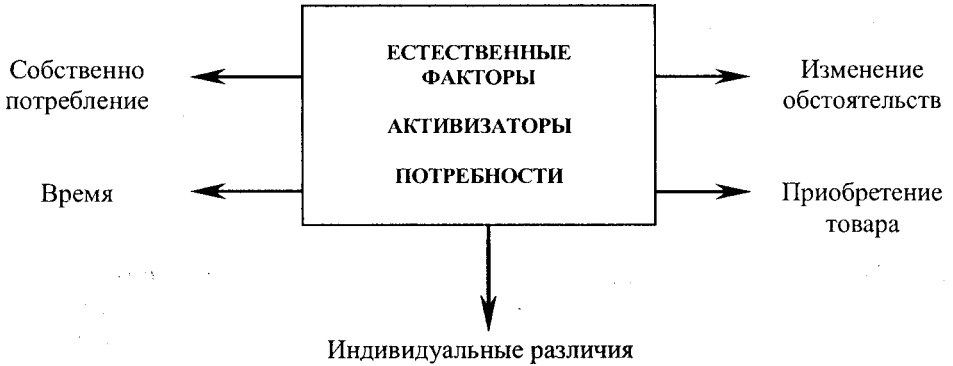 ЕСТЕСТВЕННЫЕ
ФАКТОРЫ
АКТИВИЗАТОРЫ
ПОТРЕБНОСТИ
Собственно
потребление
Время
Изменение
обстоятельств
Приобретение
товара
Индивидуальные различия